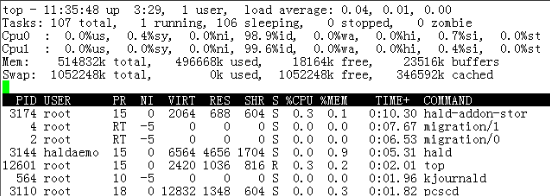 top - 11:35:48 up  3:29,  1 user,  load average: 0.04, 0.01, 0.00
Tasks: 107 total,   1 running, 106 sleeping,   0 stopped,   0 zombie
Cpu0  :  0.0%us,  0.4%sy,  0.0%ni, 98.9%id,  0.0%wa,  0.0%hi,  0.7%si,  0.0%st
Cpu1  :  0.0%us,  0.0%sy,  0.0%ni, 99.6%id,  0.0%wa,  0.0%hi,  0.4%si,  0.0%st
Mem:    514832k total,   496668k used,    18164k free,    23516k buffers
Swap:  1052248k total,        0k used,  1052248k free,   346592k cached
PID USER      PR  NI  VIRT  RES  SHR S %CPU %MEM    TIME+  COMMAND
3174 root      15   0  2064  688  604 S  0.3  0.1   0:10.30 hald-addon-stor
4 root      RT  -5     0    0    0 S  0.0  0.0   0:07.67 migration/1
2 root      RT  -5     0    0    0 S  0.0  0.0   0:06.53 migration/0
3144 haldaemo  15   0  6564 4656 1704 S  0.0  0.9   0:05.31 hald
12601 root      15   0  2420 1036  816 R  0.3  0.2   0:02.01 top
564 root      10  -5     0    0    0 S  0.0  0.0   0:01.96 kjournald
3110 root      18   0 12832 1348  604 S  0.0  0.3   0:01.82 pcscd